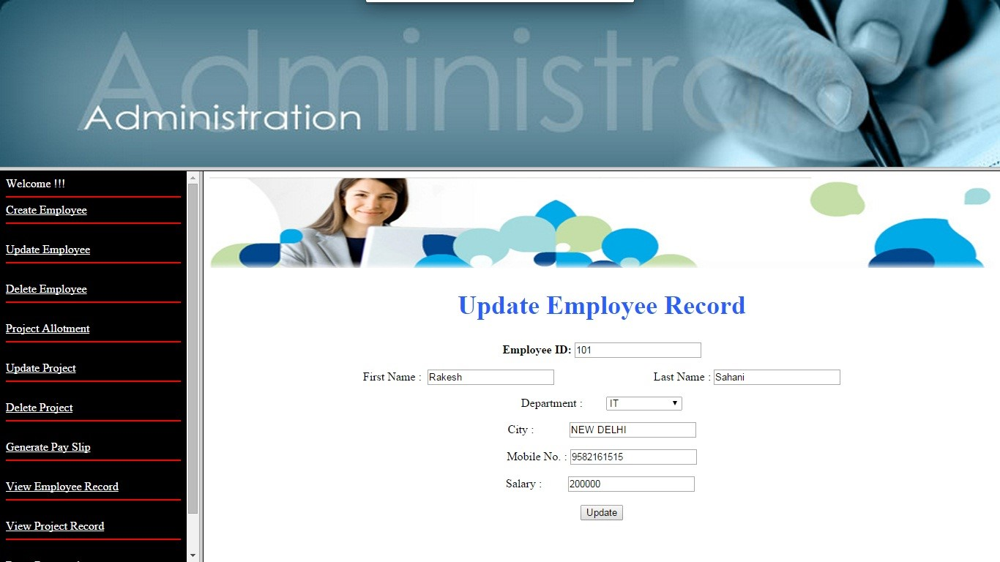 Administration
Administration
Welcome !!!
Create Employee
Update Employee
Delete Employee
Project Allotment
Update Project
Delete Project
Generate Pay Slip
View Employee Record
View Project Record
Update Employee Record
Employee ID: 101
First Name : Rakesh Last Name : Sahani
Department : IT
City : NEW DELHI
Mobile No. : 9582161515
Salary : 200000
Update